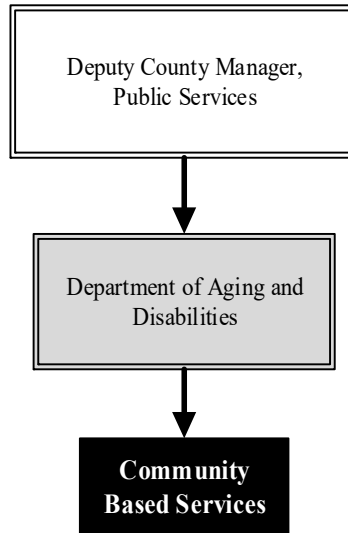 Deputy County Manager,
Public Services
Department of Aging and
Disabilities
Community
Based Services